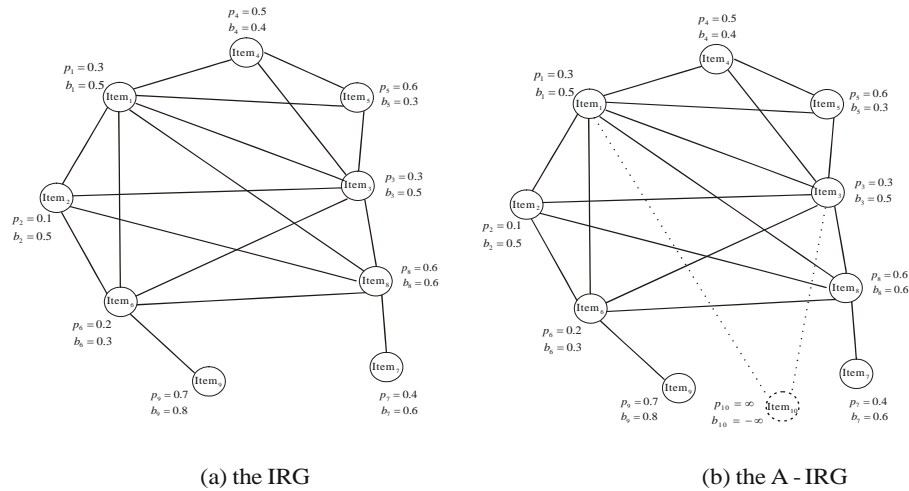 p₄ = 0.5
b₄ = 0.4
Item₄
p₁ = 0.3
b₁ = 0.5
Item₁
p₅ = 0.6
b₅ = 0.3
Item₅
p₃ = 0.3
b₃ = 0.5
Item₃
Item₂
p₂ = 0.1
b₂ = 0.5
p₈ = 0.6
b₈ = 0.6
Item₈
Item₆
p₆ = 0.2
b₆ = 0.3
Item₉
p₉ = 0.7
b₉ = 0.8
Item₇
p₇ = 0.4
b₇ = 0.6
(a) the IRG
p₄ = 0.5
b₄ = 0.4
Item₄
p₁ = 0.3
b₁ = 0.5
Item₁
p₅ = 0.6
b₅ = 0.3
Item₅
p₃ = 0.3
b₃ = 0.5
Item₃
Item₂
p₂ = 0.1
b₂ = 0.5
p₈ = 0.6
b₈ = 0.6
Item₈
Item₆
p₆ = 0.2
b₆ = 0.3
Item₉
p₉ = 0.7
b₉ = 0.8
p₁₀ = ∞
b₁₀ = −∞
Item₁₀
Item₇
p₇ = 0.4
b₇ = 0.6
(b) the A - IRG